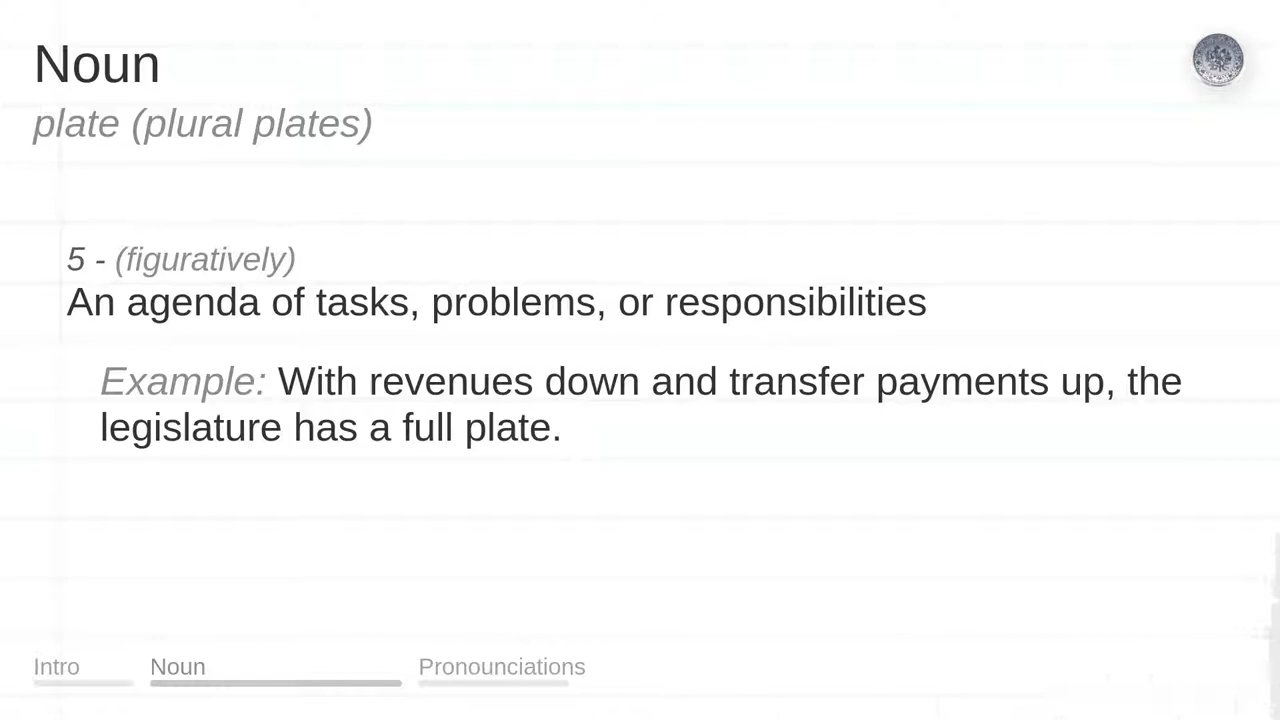 Noun
plate (plural plates)
5 - (figuratively)
An agenda of tasks, problems, or responsibilities
Example: With revenues down and transfer payments up, the
legislature has a full plate.
Intro
Noun
Pronounciations